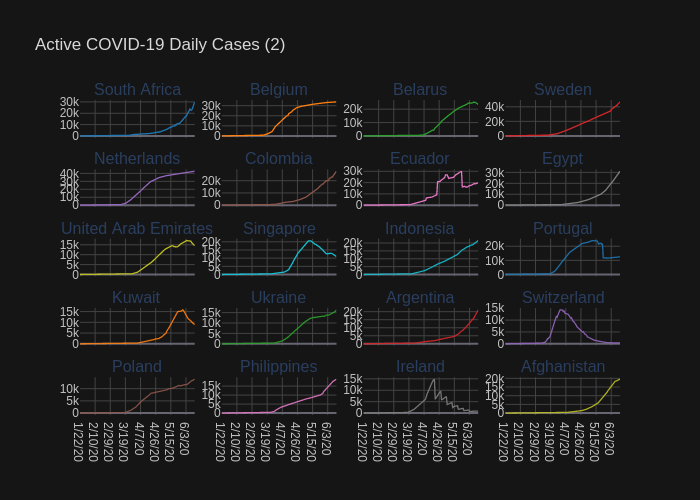 Active COVID-19 Daily Cases (2)
South Africa Belgium Belarus Sweden
30k 20k 10k 0
30k 20k 10k 0
20k 10k 0
40k 20k 0
Netherlands Colombia Ecuador Egypt
40k 30k 20k 10k 0
20k 10k 0
30k 20k 10k 0
30k 20k 10k 0
United Arab Emirates Singapore Indonesia Portugal
15k 10k 5k 0
20k 15k 10k 5k 0
20k 15k 10k 5k 0
20k 10k 0
Kuwait Ukraine Argentina Switzerland
15k 10k 5k 0
15k 10k 5k 0
20k 15k 10k 5k 0
15k 10k 5k 0
Poland Philippines Ireland Afghanistan
10k 5k 0
15k 10k 5k 0
15k 10k 5k 0
20k 15k 10k 5k 0
1/22/20 2/10/20 2/29/20 3/19/20 4/7/20 4/26/20 5/15/20 6/3/20
1/22/20 2/10/20 2/29/20 3/19/20 4/7/20 4/26/20 5/15/20 6/3/20
1/22/20 2/10/20 2/29/20 3/19/20 4/7/20 4/26/20 5/15/20 6/3/20
1/22/20 2/10/20 2/29/20 3/19/20 4/7/20 4/26/20 5/15/20 6/3/20